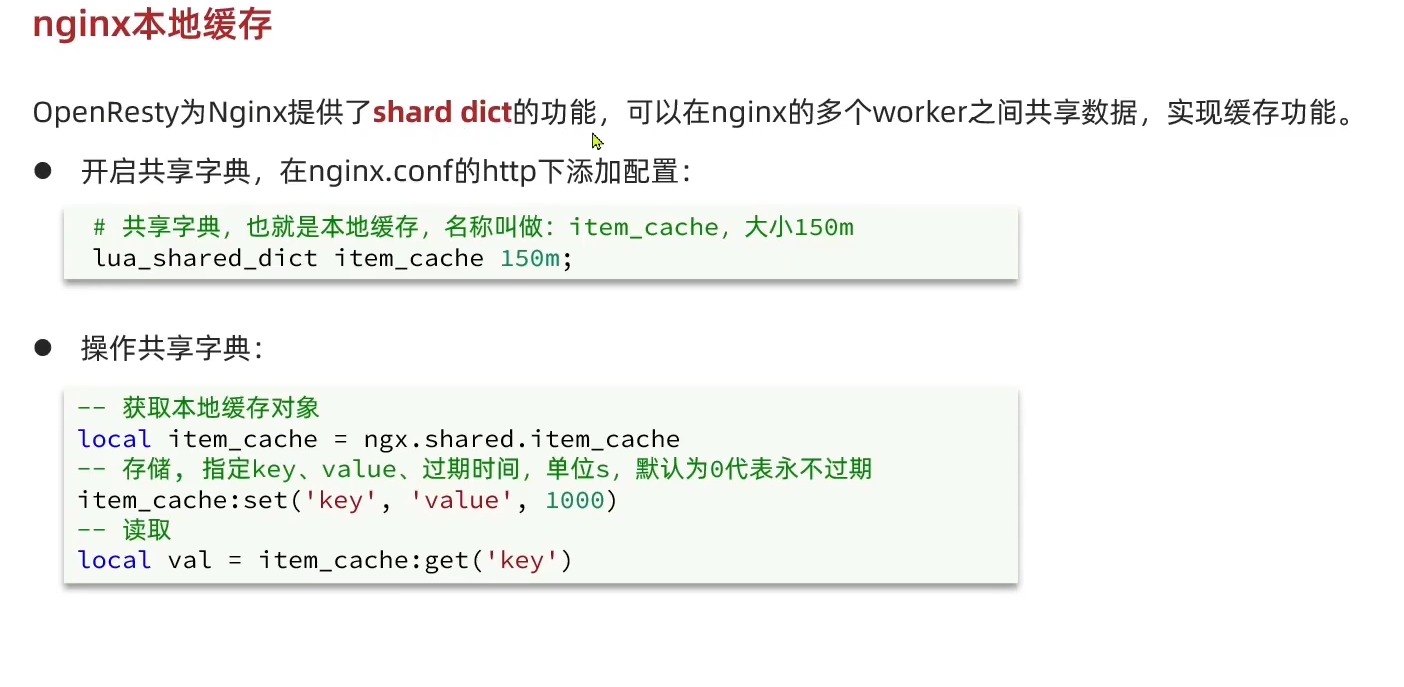 nginx本地缓存
OpenResty为Nginx提供了shard dict的功能，可以在nginx的多个worker之间共享数据，实现缓存功能。
● 开启共享字典，在nginx.conf的http下添加配置：
# 共享字典，也就是本地缓存，名称叫做：item_cache，大小150m
lua_shared_dict item_cache 150m;
● 操作共享字典：
-- 获取本地缓存对象
local item_cache = ngx.shared.item_cache
-- 存储, 指定key、value、过期时间，单位s，默认为0代表永不过期
item_cache:set('key', 'value', 1000)
-- 读取
local val = item_cache:get('key')